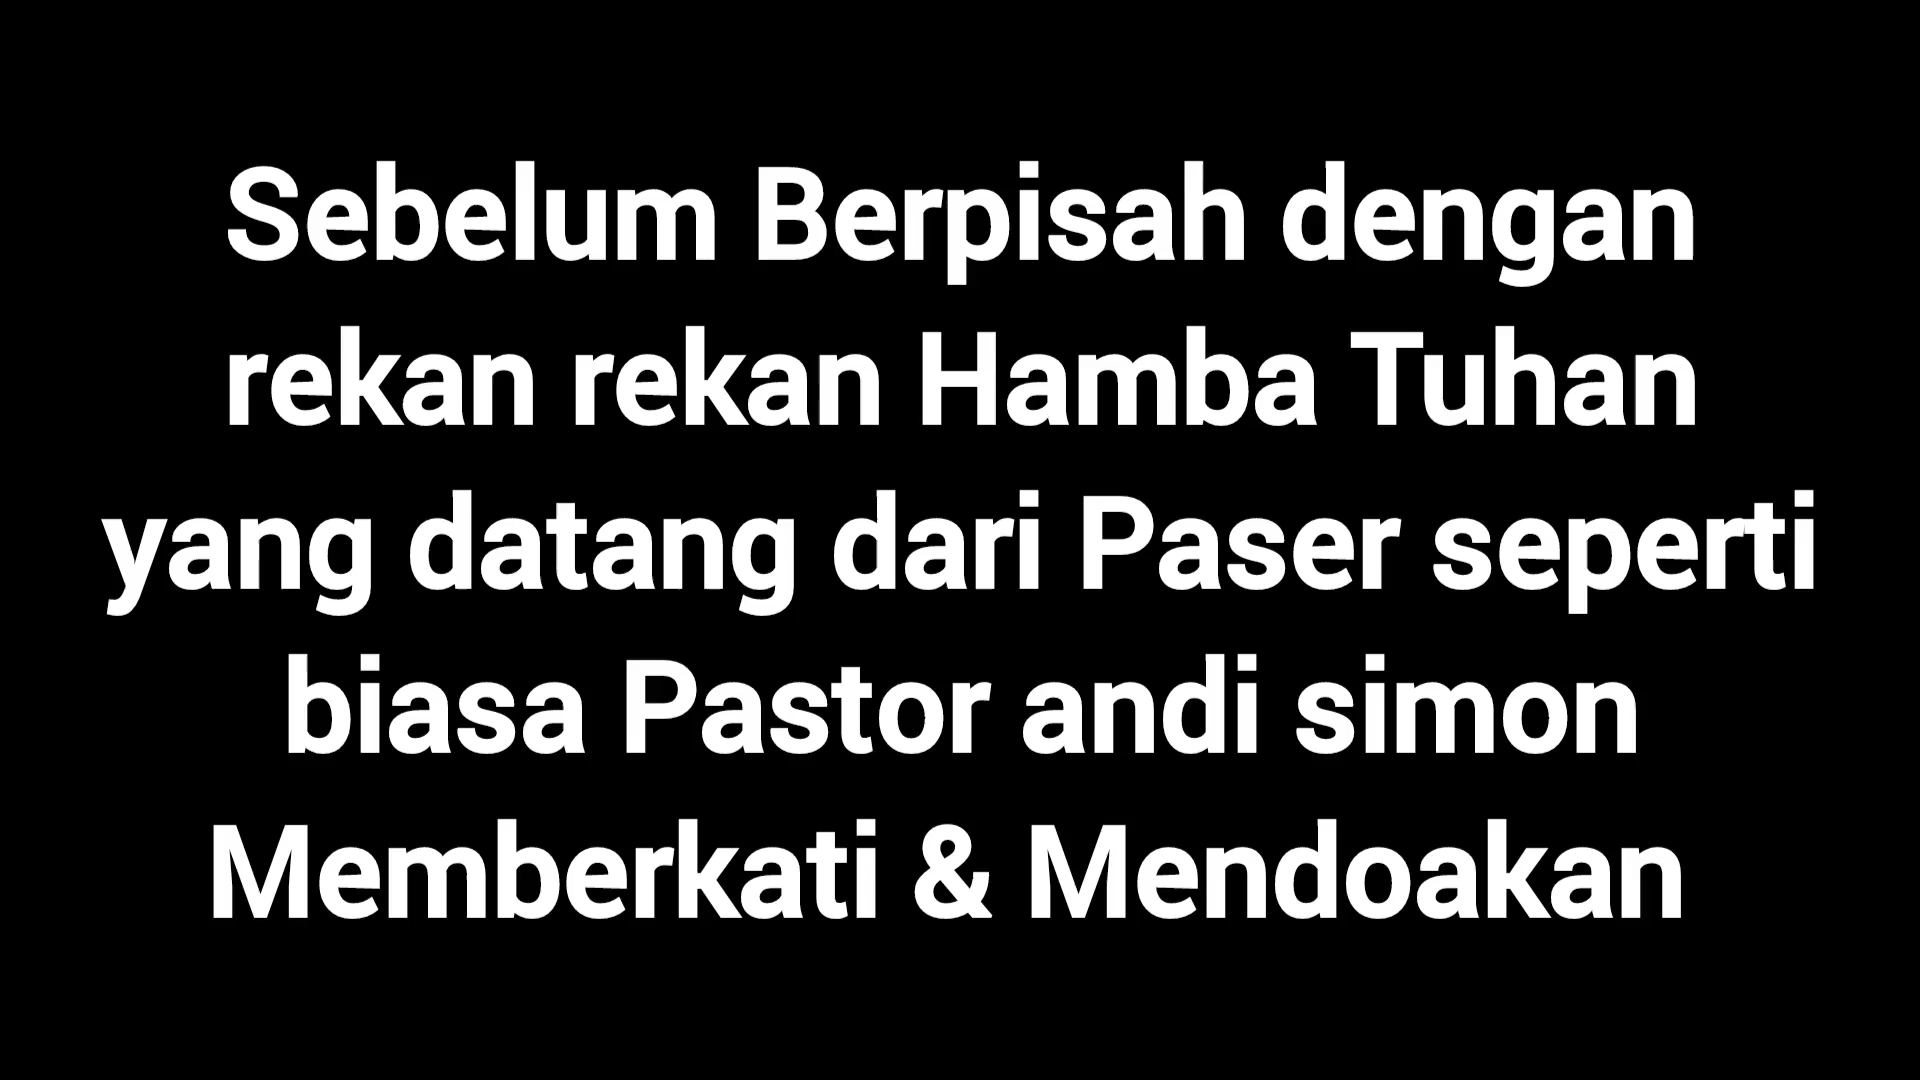 Sebelum Berpisah dengan
rekan rekan Hamba Tuhan
yang datang dari Paser seperti
biasa Pastor andi simon
Memberkati & Mendoakan